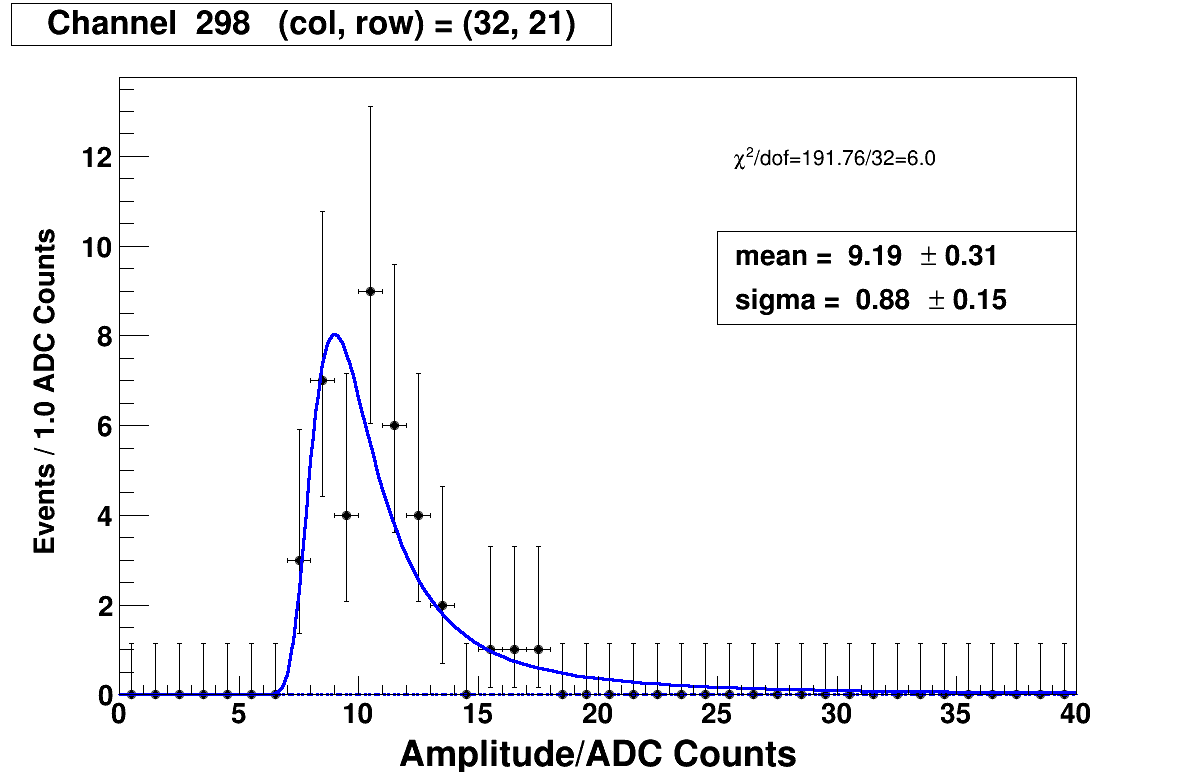 Channel 298 (col, row) = (32, 21)
χ²/dof=191.76/32=6.0
mean = 9.19 ± 0.31
sigma = 0.88 ± 0.15
Events / 1.0 ADC Counts
12
10
8
6
4
2
0
0 5 10 15 20 25 30 35 40
Amplitude/ADC Counts